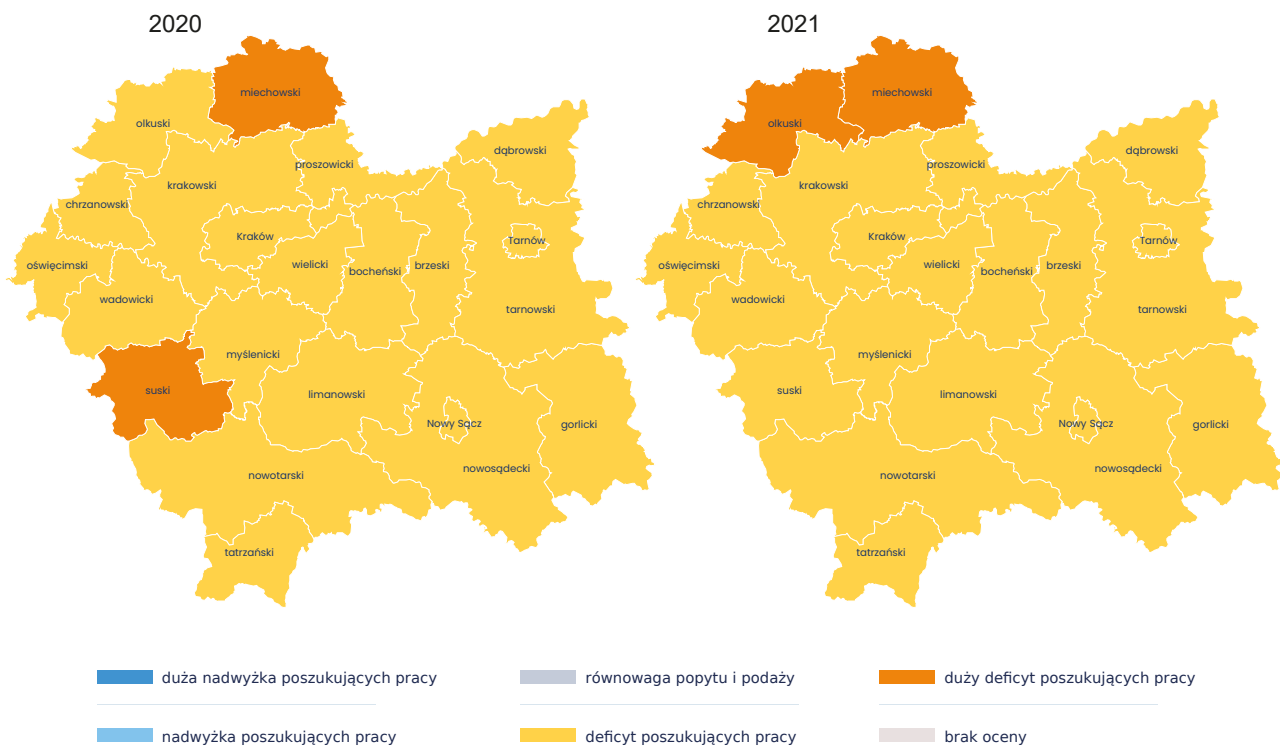 2020
miechowski
olkuski
dąbrowski
proszowicki
krakowski
chrzanowski
Kraków
Tarnów
oświęcimski
wielicki
bocheński
brzeski
wadowicki
tarnowski
myślenicki
suski
limanowski
Nowy Sącz
gorlicki
nowosądecki
nowotarski
tatrzański
2021
miechowski
olkuski
dąbrowski
proszowicki
krakowski
chrzanowski
Kraków
Tarnów
oświęcimski
wielicki
bocheński
brzeski
wadowicki
tarnowski
myślenicki
suski
limanowski
Nowy Sącz
gorlicki
nowosądecki
nowotarski
tatrzański
duża nadwyżka poszukujących pracy
równowaga popytu i podaży
duży deficyt poszukujących pracy
nadwyżka poszukujących pracy
deficyt poszukujących pracy
brak oceny